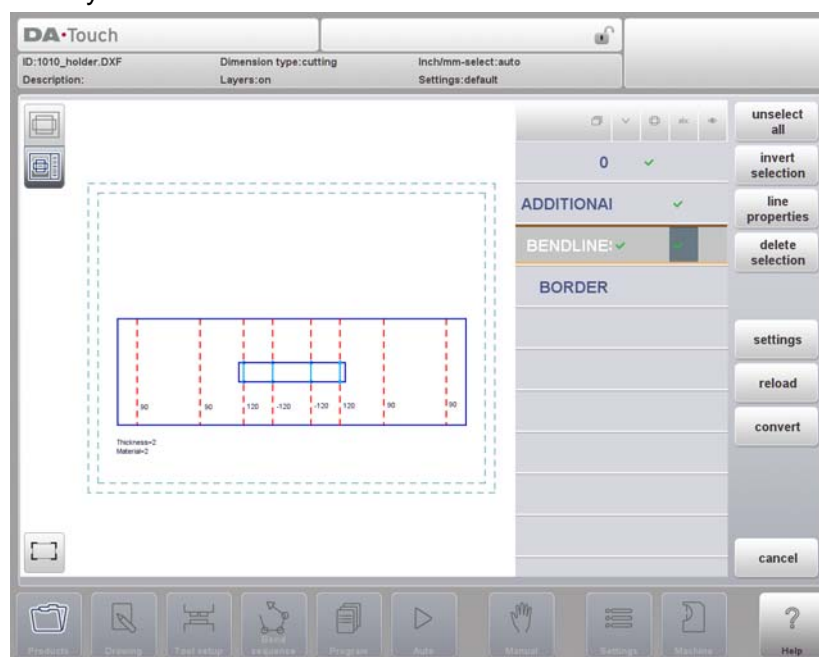 DA·Touch
ID:1010_holder.DXF Dimension type:cutting Inch/mm-select:auto
Description: Layers:on Settings:default
unselect all
0
invert selection
ADDITIONAL
line properties
BENDLINES
delete selection
BORDER
settings
reload
convert
90 90 120 -120 -120 120 90 90
Thickness=2
Material=2
cancel
Products Drawing Tool setup Bend sequence Program Auto Manual Settings Machine Help